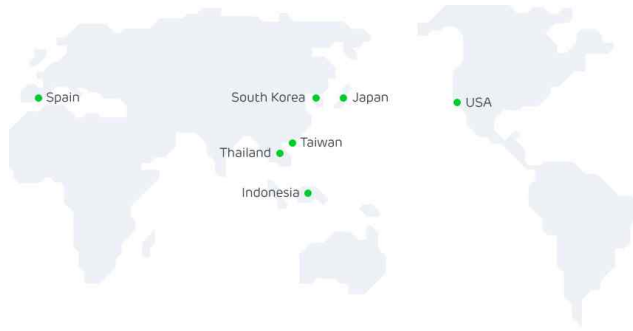 Spain
South Korea
Japan
USA
Taiwan
Thailand
Indonesia